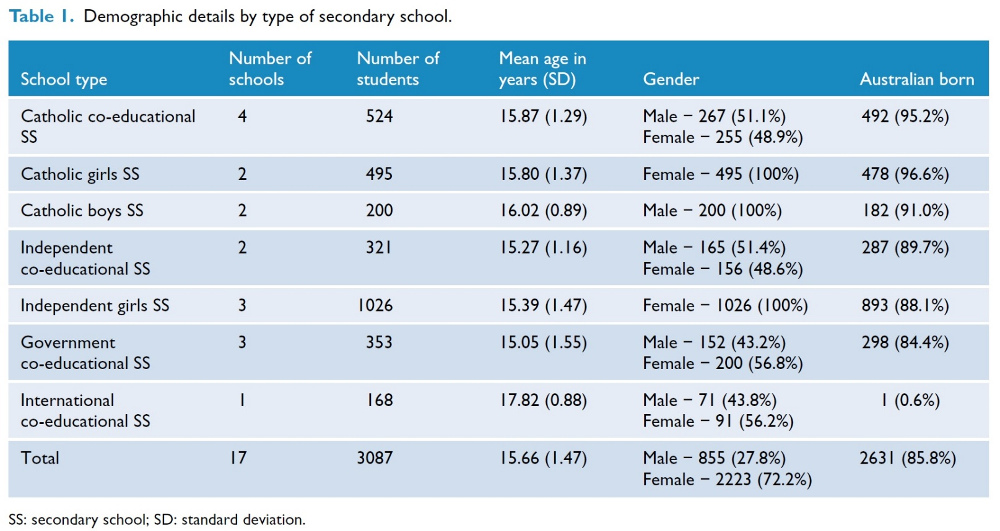 Table 1. Demographic details by type of secondary school.
School type Number of schools Number of students Mean age in years (SD) Gender Australian born
Catholic co-educational SS 4 524 15.87 (1.29) Male − 267 (51.1%) 492 (95.2%)
Female − 255 (48.9%)
Catholic girls SS 2 495 15.80 (1.37) Female − 495 (100%) 478 (96.6%)
Catholic boys SS 2 200 16.02 (0.89) Male − 200 (100%) 182 (91.0%)
Independent co-educational SS 2 321 15.27 (1.16) Male − 165 (51.4%) 287 (89.7%)
Female − 156 (48.6%)
Independent girls SS 3 1026 15.39 (1.47) Female − 1026 (100%) 893 (88.1%)
Government co-educational SS 3 353 15.05 (1.55) Male − 152 (43.2%) 298 (84.4%)
Female − 200 (56.8%)
International co-educational SS 1 168 17.82 (0.88) Male − 71 (43.8%) 1 (0.6%)
Female − 91 (56.2%)
Total 17 3087 15.66 (1.47) Male − 855 (27.8%) 2631 (85.8%)
Female − 2223 (72.2%)
SS: secondary school; SD: standard deviation.